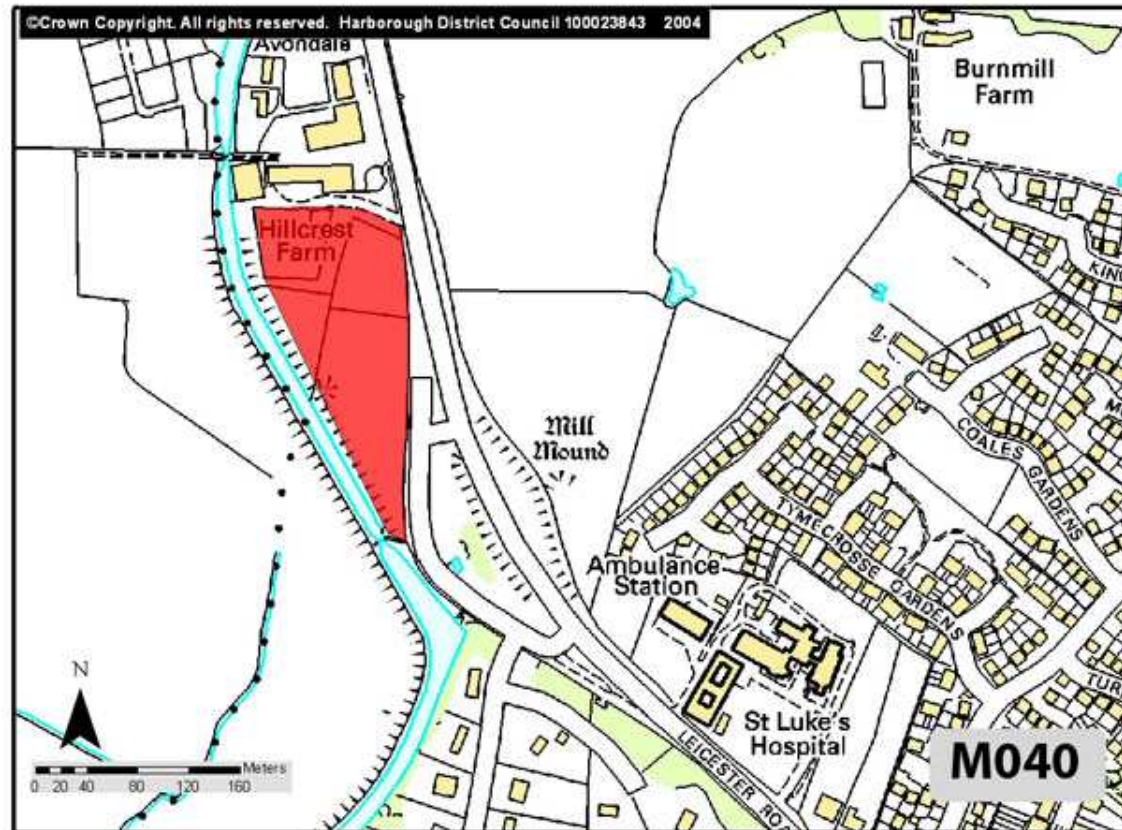 ©Crown Copyright. All rights reserved. Harborough District Council 100023843 2004
Avondale
Burnmill
Farm
Hillcrest
Farm
Mill
Mound
COALES GARDENS
TYMECROSSE GARDENS
Ambulance
Station
St Luke's
Hospital
LEICESTER
N
Meters
0 20 40 80 120 160
M040